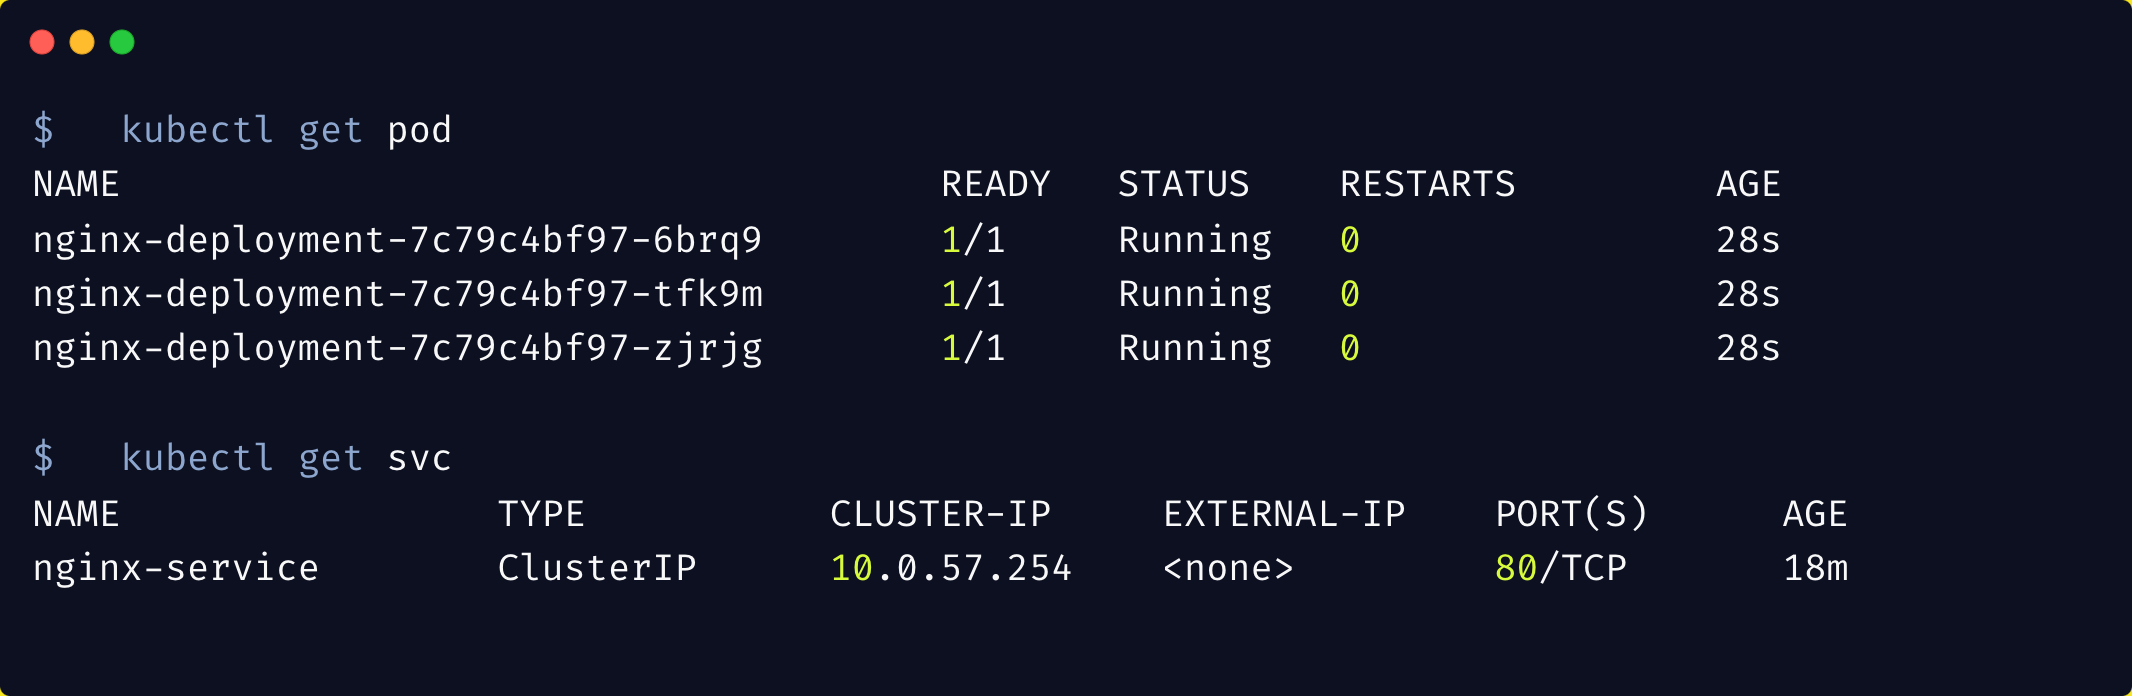 $   kubectl get pod
NAME                                     READY   STATUS    RESTARTS         AGE
nginx-deployment-7c79c4bf97-6brq9        1/1     Running   0                28s
nginx-deployment-7c79c4bf97-tfk9m        1/1     Running   0                28s
nginx-deployment-7c79c4bf97-zjrjg        1/1     Running   0                28s
$   kubectl get svc
NAME                 TYPE           CLUSTER-IP     EXTERNAL-IP    PORT(S)      AGE
nginx-service        ClusterIP      10.0.57.254    <none>         80/TCP       18m